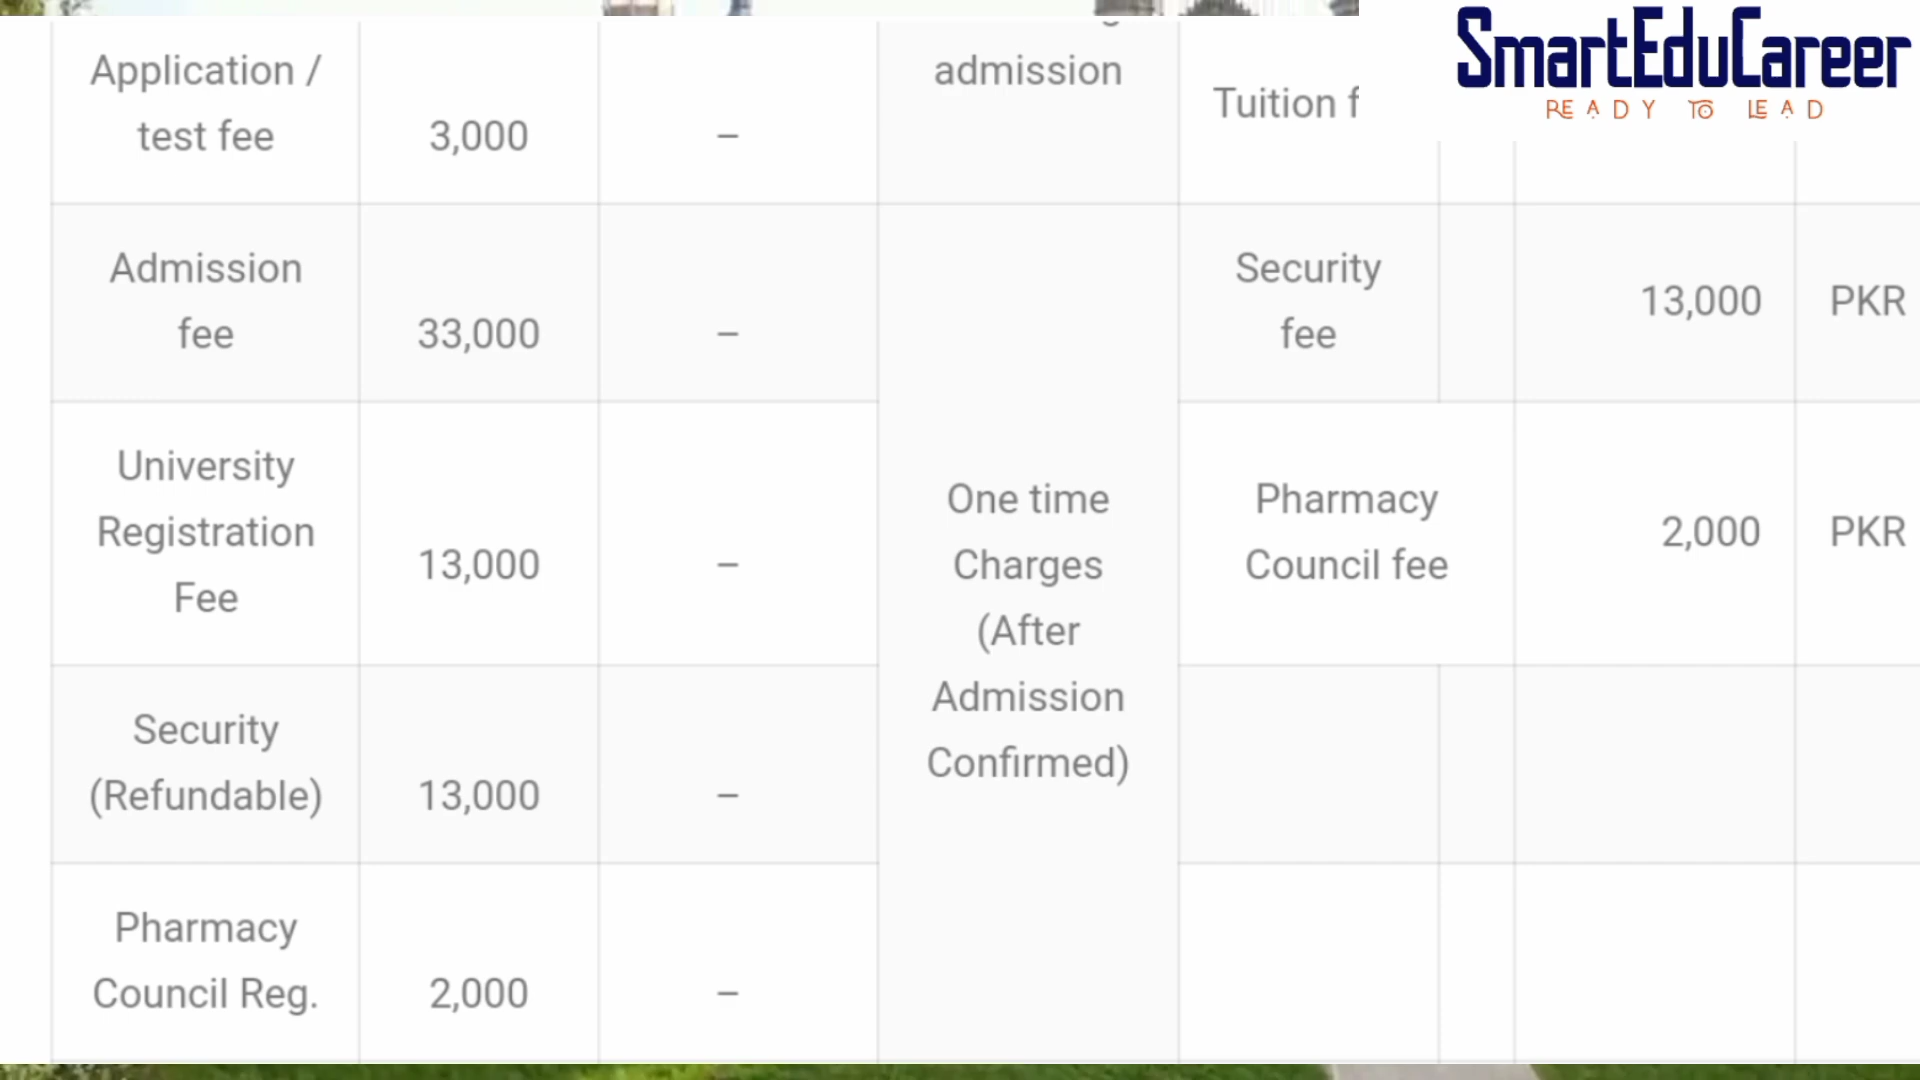 SmartEduCareer
READY TO LEAD
Application /
test fee
3,000
–
admission
Tuition f
Admission
fee
33,000
–
Security
fee
13,000
PKR
University
Registration
Fee
13,000
–
One time
Charges
(After
Admission
Confirmed)
Pharmacy
Council fee
2,000
PKR
Security
(Refundable)
13,000
–
Pharmacy
Council Reg.
2,000
–